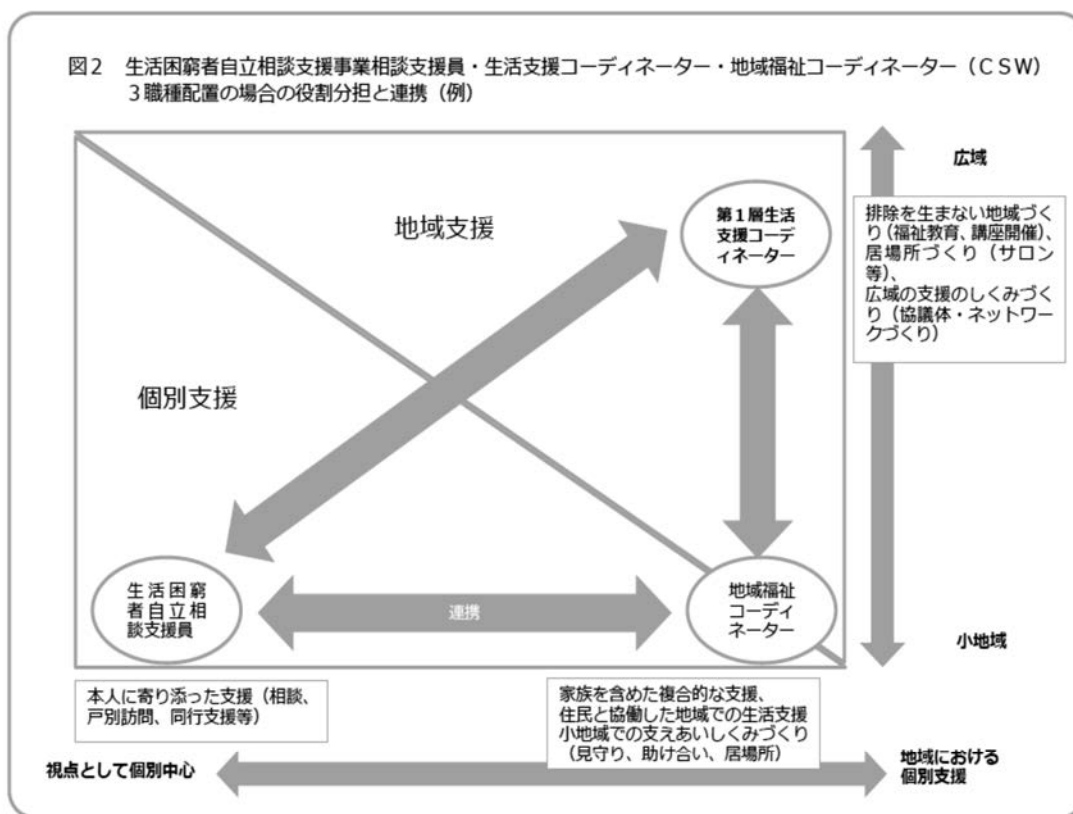 図2 生活困窮者自立相談支援事業相談支援員・生活支援コーディネーター・地域福祉コーディネーター（CSW）
3職種配置の場合の役割分担と連携（例）
広域
地域支援
第1層生活
支援コーデ
ィネーター
排除を生まない地域づく
り（福祉教育、講座開催）、
居場所づくり（サロン
等）、
広域の支援のしくみづく
り（協議体・ネットワー
クづくり）
個別支援
生活困窮
者自立相
談支援員
連携
地域福祉
コーディ
ネーター
小地域
本人に寄り添った支援（相談、
戸別訪問、同行支援等）
家族を含めた複合的な支援、
住民と協働した地域での生活支援
小地域での支えあいしくみづくり
（見守り、助け合い、居場所）
視点として個別中心
地域における
個別支援